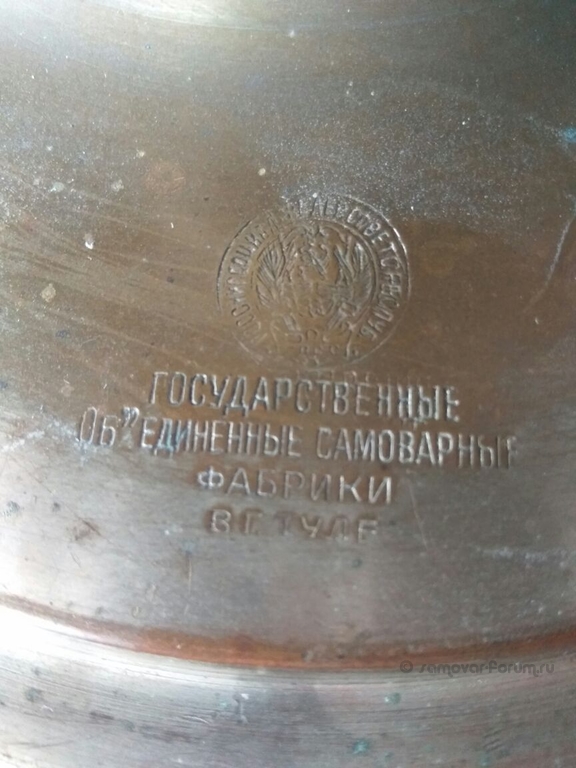 ГОСУДАРСТВЕННЫЕ
ОБ"ЕДИНЕННЫЕ САМОВАРНЫЕ
ФАБРИКИ
В Г. ТУЛЕ
© samovar-forum.ru